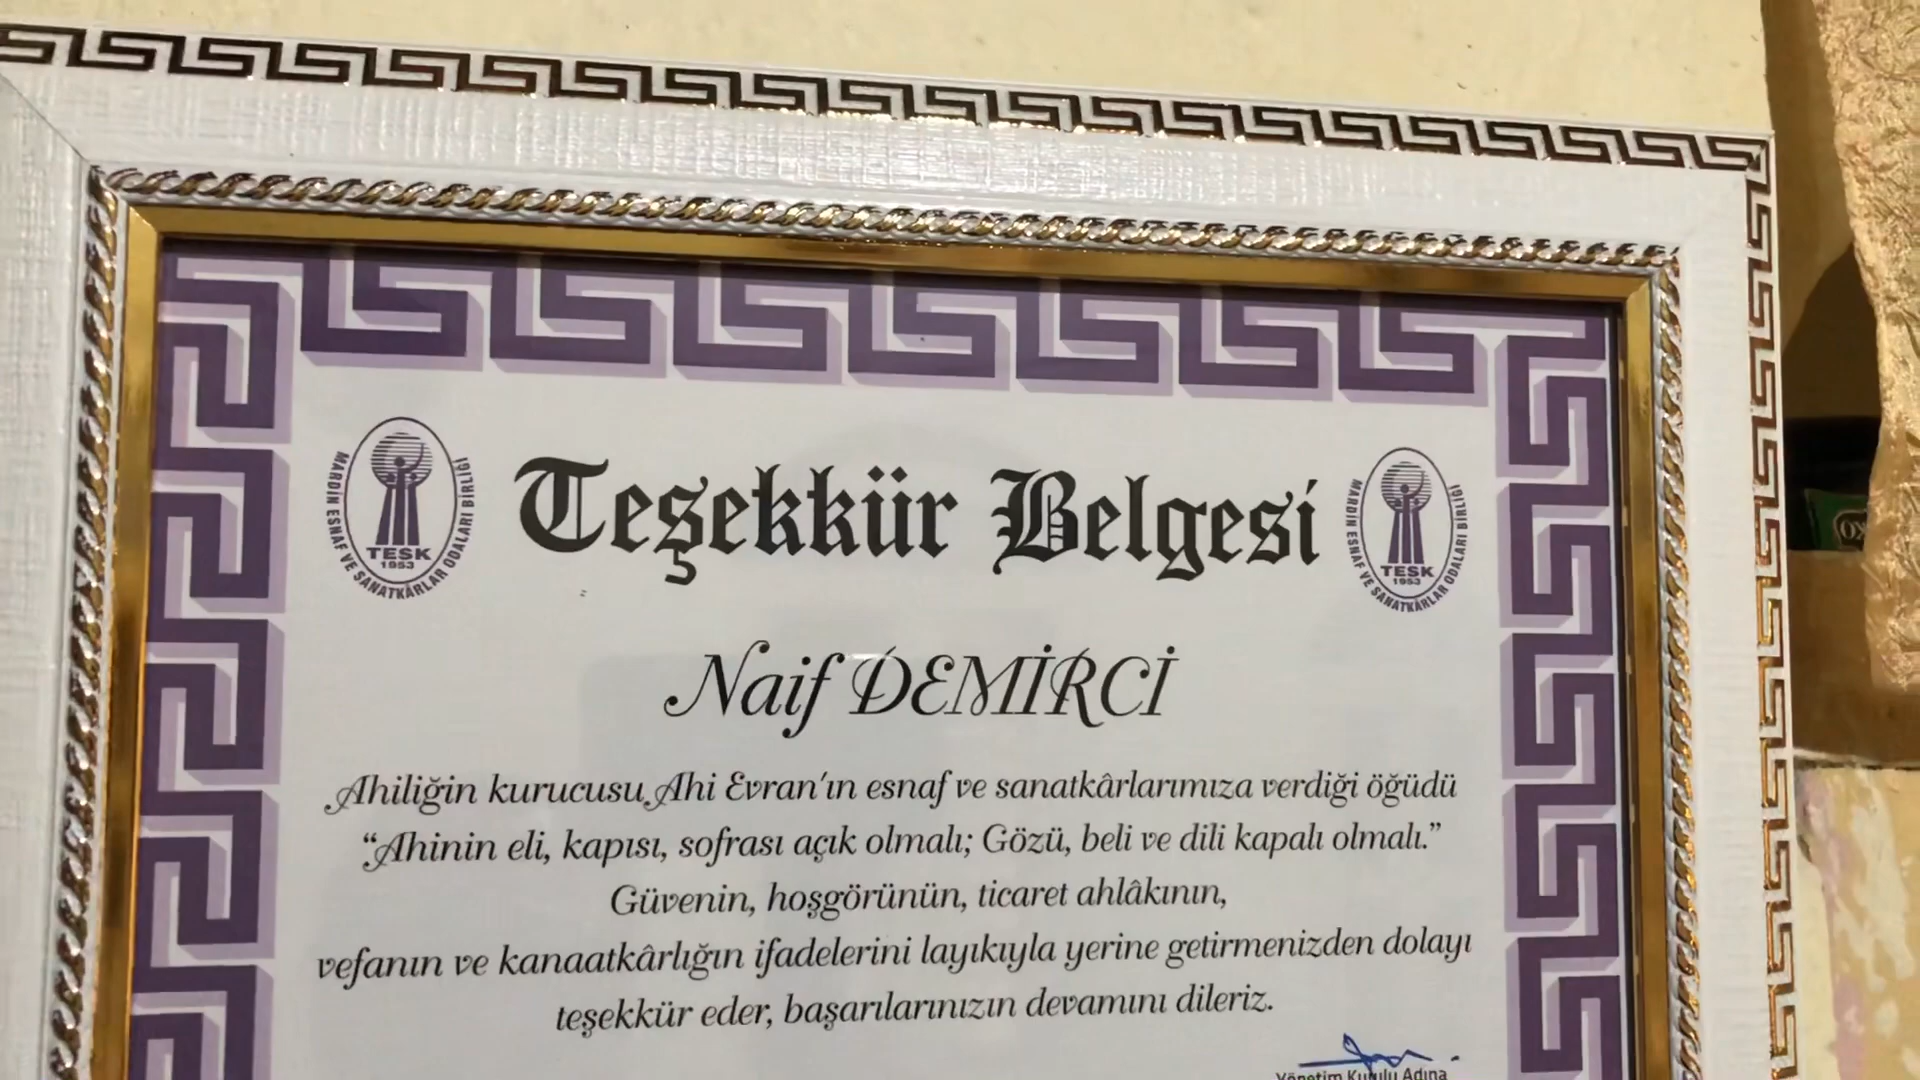 Teşekkür Belgesi
MARDİN ESNAF VE SANATKÂRLAR ODALARI BİRLİĞİ
TESK
1953
MARDİN ESNAF VE SANATKÂRLAR ODALARI BİRLİĞİ
TESK
1953
Naif DEMİRCİ
Ahiliğin kurucusu Ahi Evran'ın esnaf ve sanatkârlarımıza verdiği öğüdü
“Ahinin eli, kapısı, sofrası açık olmalı; Gözü, beli ve dili kapalı olmalı.”
Güvenin, hoşgörünün, ticaret ahlâkının,
vefanın ve kanaatkârlığın ifadelerini layıkıyla yerine getirmenizden dolayı
teşekkür eder, başarılarınızın devamını dileriz.
Yönetim Kurulu Adına